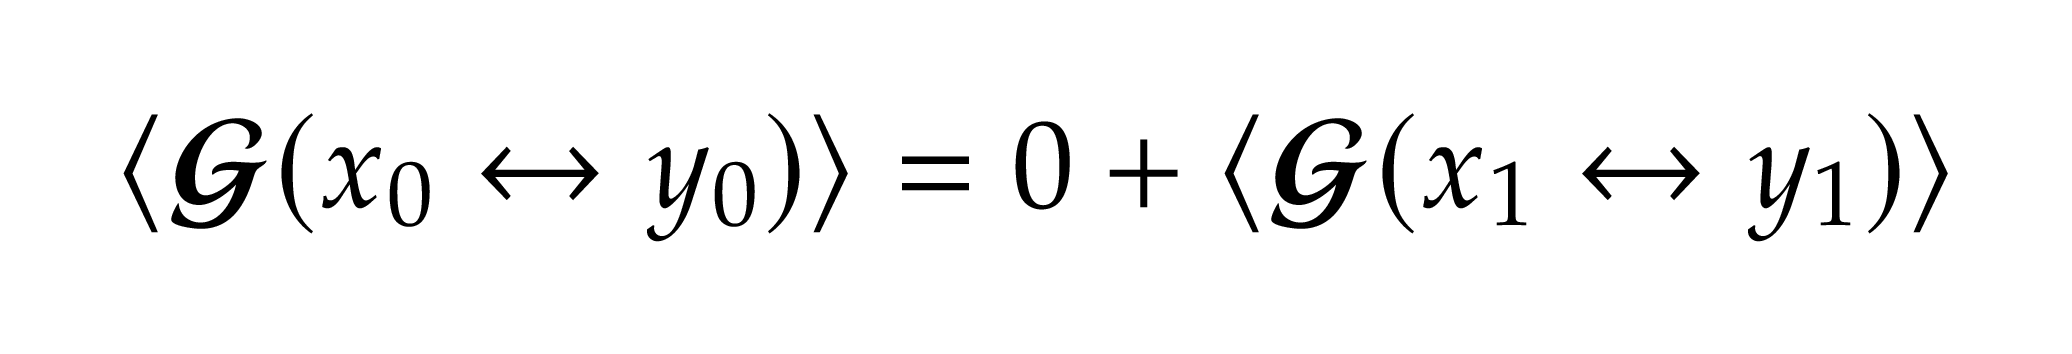 ⟨𝓖(x₀ ↔ y₀)⟩ = 0 + ⟨𝓖(x₁ ↔ y₁)⟩